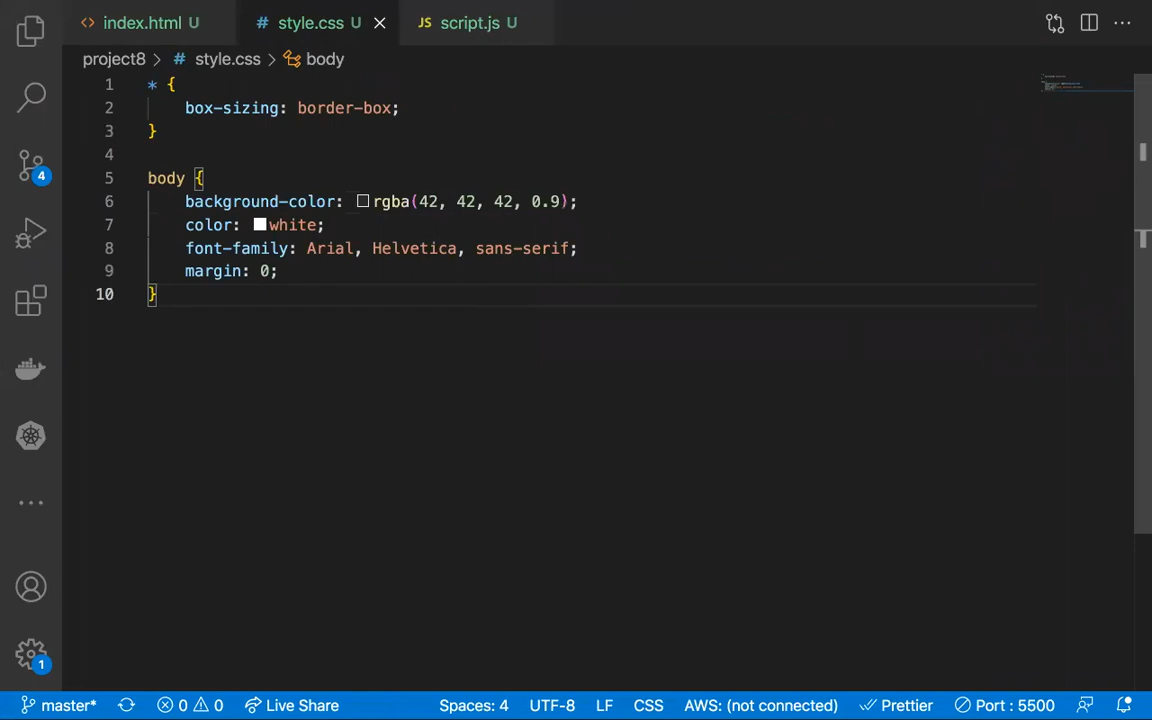 <> index.html U # style.css U × JS script.js U
project8 > # style.css > body
1 * {
2 box-sizing: border-box;
3 }
4
5 body {
6 background-color: rgba(42, 42, 42, 0.9);
7 color: white;
8 font-family: Arial, Helvetica, sans-serif;
9 margin: 0;
10 }
4
1
master* 0 0 Live Share Spaces: 4 UTF-8 LF CSS AWS: (not connected) Prettier Port : 5500